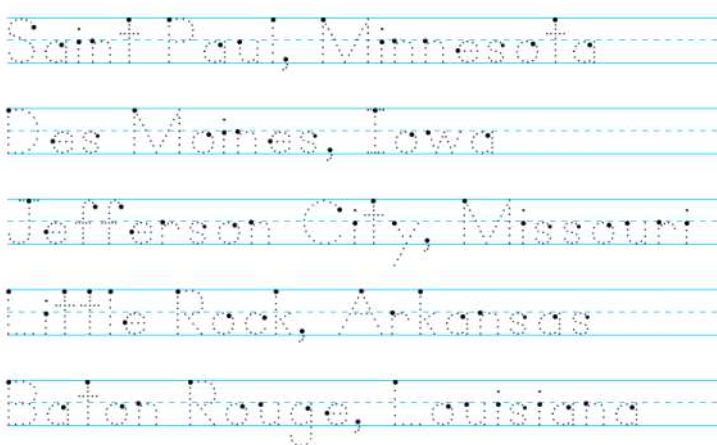 Saint Paul, Minnesota
Des Moines, Iowa
Jefferson City, Missouri
Little Rock, Arkansas
Baton Rouge, Louisiana